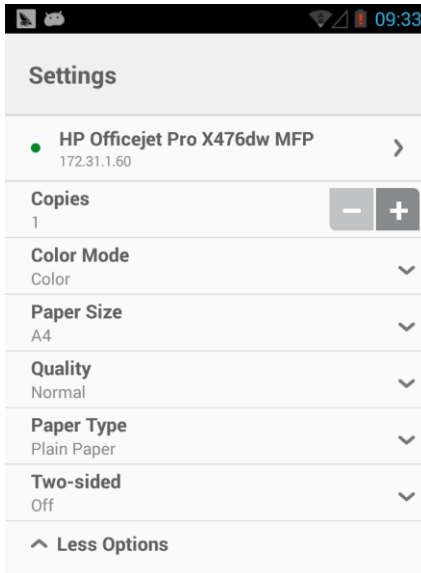 09:33
Settings
HP Officejet Pro X476dw MFP
172.31.1.60
Copies
1
Color Mode
Color
Paper Size
A4
Quality
Normal
Paper Type
Plain Paper
Two-sided
Off
Less Options